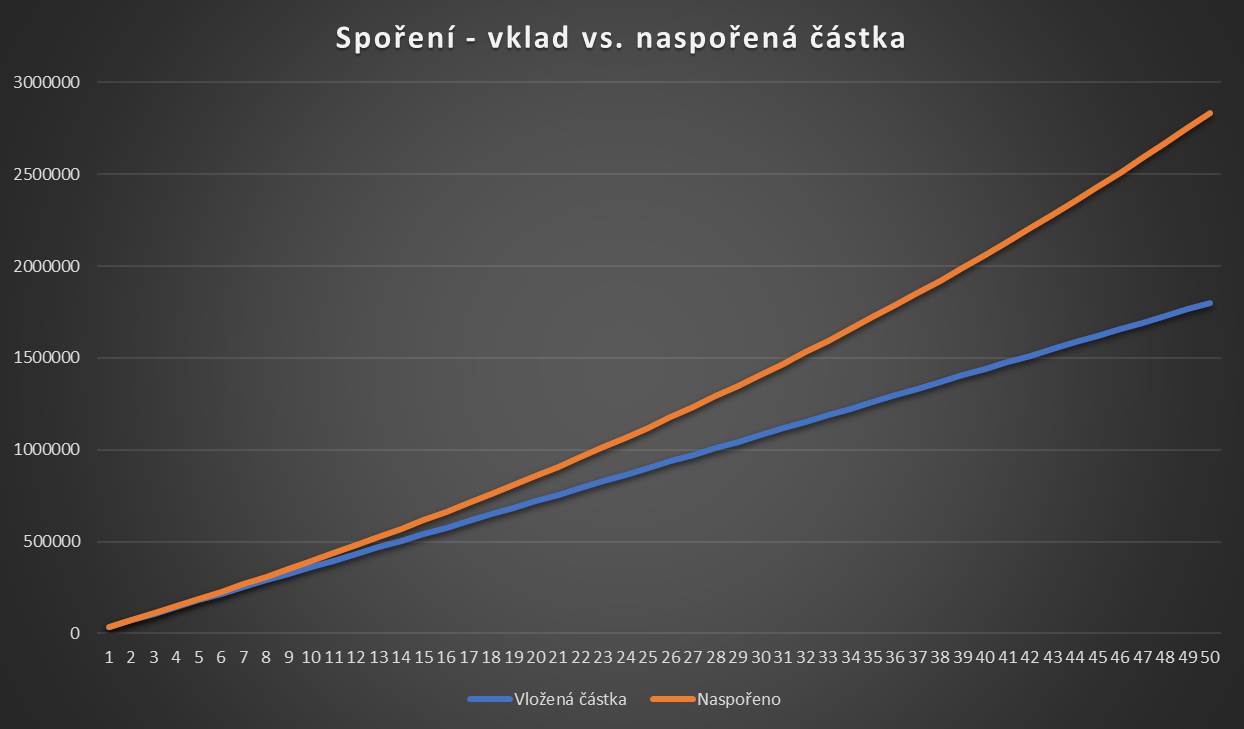 Spoření - vklad vs. naspořená částka
3000000
2500000
2000000
1500000
1000000
500000
0
1 2 3 4 5 6 7 8 9 10 11 12 13 14 15 16 17 18 19 20 21 22 23 24 25 26 27 28 29 30 31 32 33 34 35 36 37 38 39 40 41 42 43 44 45 46 47 48 49 50
Vložená částka Naspořeno